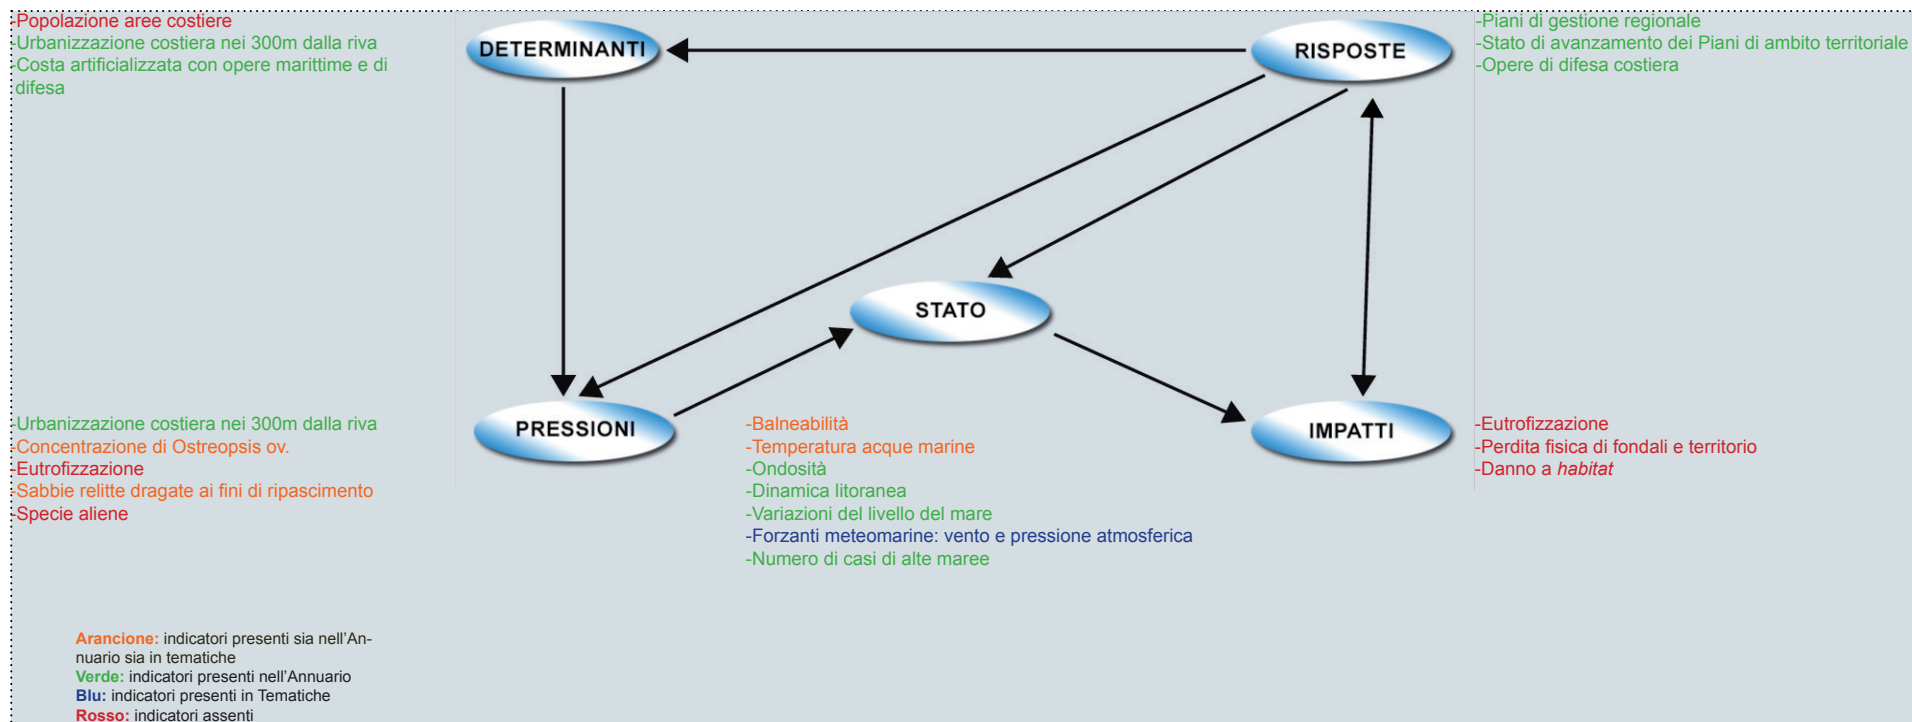 -Popolazione aree costiere
-Urbanizzazione costiera nei 300m dalla riva
-Costa artificializzata con opere marittime e di
difesa
DETERMINANTI
RISPOSTE
-Piani di gestione regionale
-Stato di avanzamento dei Piani di ambito territoriale
-Opere di difesa costiera
STATO
-Urbanizzazione costiera nei 300m dalla riva
-Concentrazione di Ostreopsis ov.
-Eutrofizzazione
-Sabbie relitte dragate ai fini di ripascimento
-Specie aliene
PRESSIONI
-Balneabilità
-Temperatura acque marine
-Ondosità
-Dinamica litoranea
-Variazioni del livello del mare
-Forzanti meteomarine: vento e pressione atmosferica
-Numero di casi di alte maree
IMPATTI
-Eutrofizzazione
-Perdita fisica di fondali e territorio
-Danno a habitat
Arancione: indicatori presenti sia nell'An-
nuario sia in tematiche
Verde: indicatori presenti nell'Annuario
Blu: indicatori presenti in Tematiche
Rosso: indicatori assenti